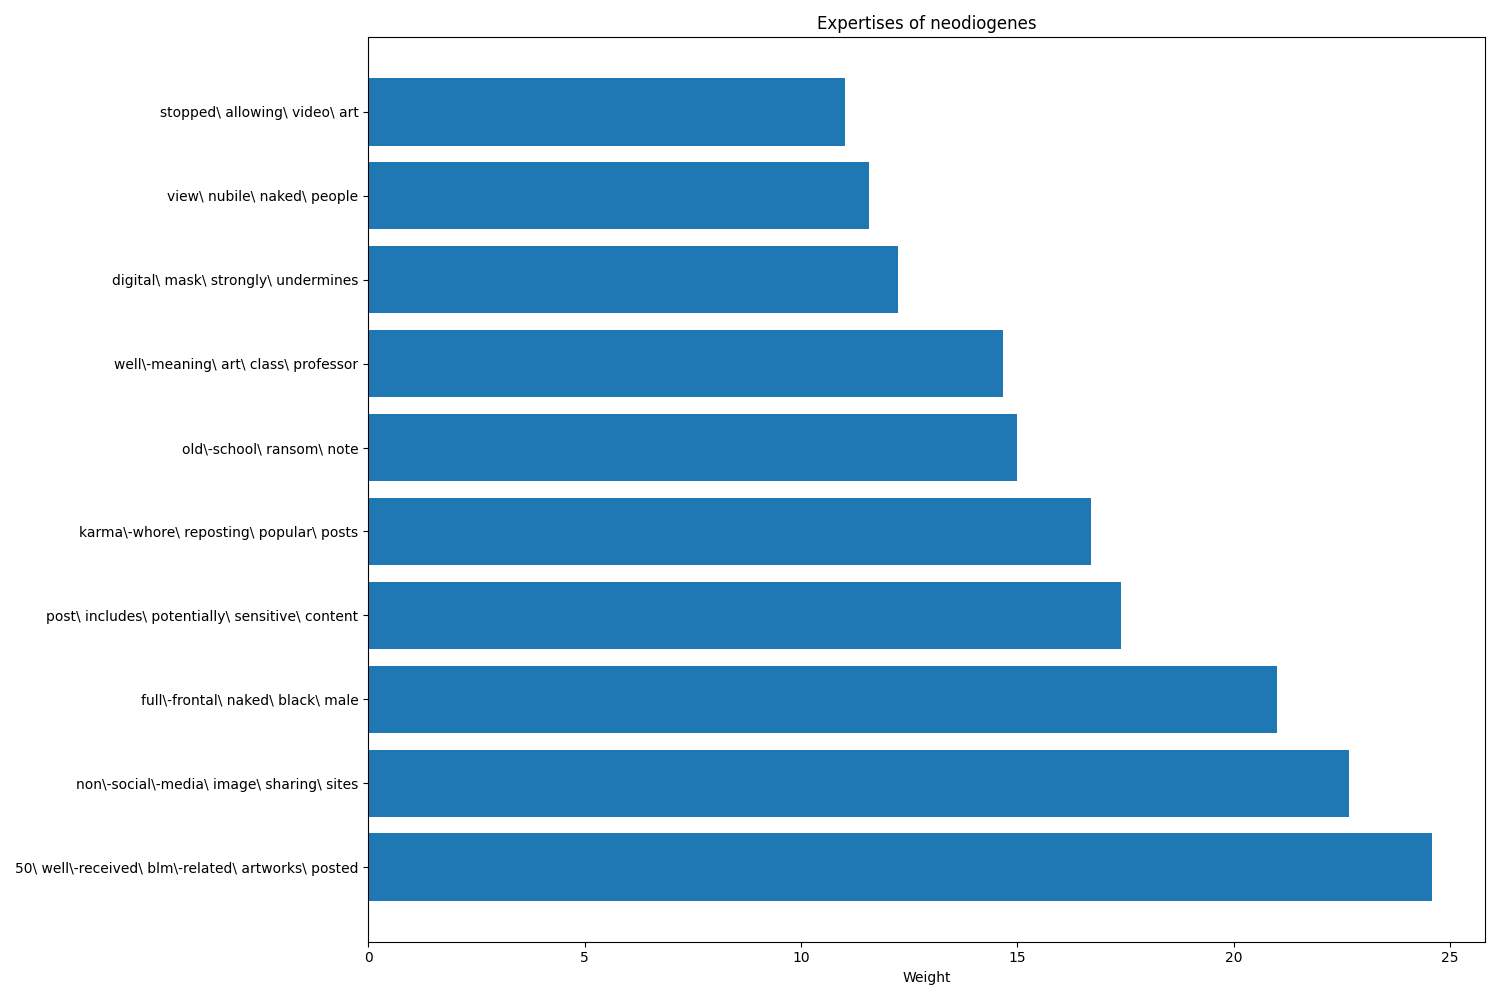 Expertises of neodiogenes
stopped\ allowing\ video\ art
view\ nubile\ naked\ people
digital\ mask\ strongly\ undermines
well\-meaning\ art\ class\ professor
old\-school\ ransom\ note
karma\-whore\ reposting\ popular\ posts
post\ includes\ potentially\ sensitive\ content
full\-frontal\ naked\ black\ male
non\-social\-media\ image\ sharing\ sites
50\ well\-received\ blm\-related\ artworks\ posted
0 5 10 15 20 25
Weight